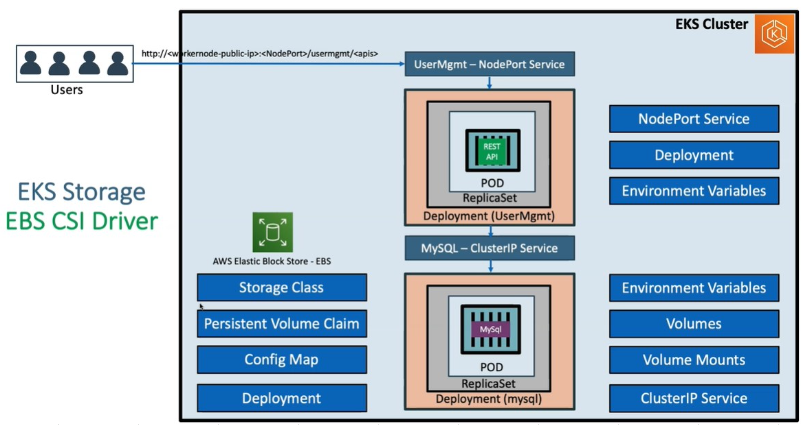 EKS Cluster
http://<workernode-public-ip>:<NodePort>/usermgmt/<apis>
Users
UserMgmt – NodePort Service
REST
API
POD
ReplicaSet
Deployment (UserMgmt)
NodePort Service
Deployment
Environment Variables
EKS Storage
EBS CSI Driver
AWS Elastic Block Store - EBS
MySQL – ClusterIP Service
Storage Class
Persistent Volume Claim
Config Map
Deployment
MySql
POD
ReplicaSet
Deployment (mysql)
Environment Variables
Volumes
Volume Mounts
ClusterIP Service